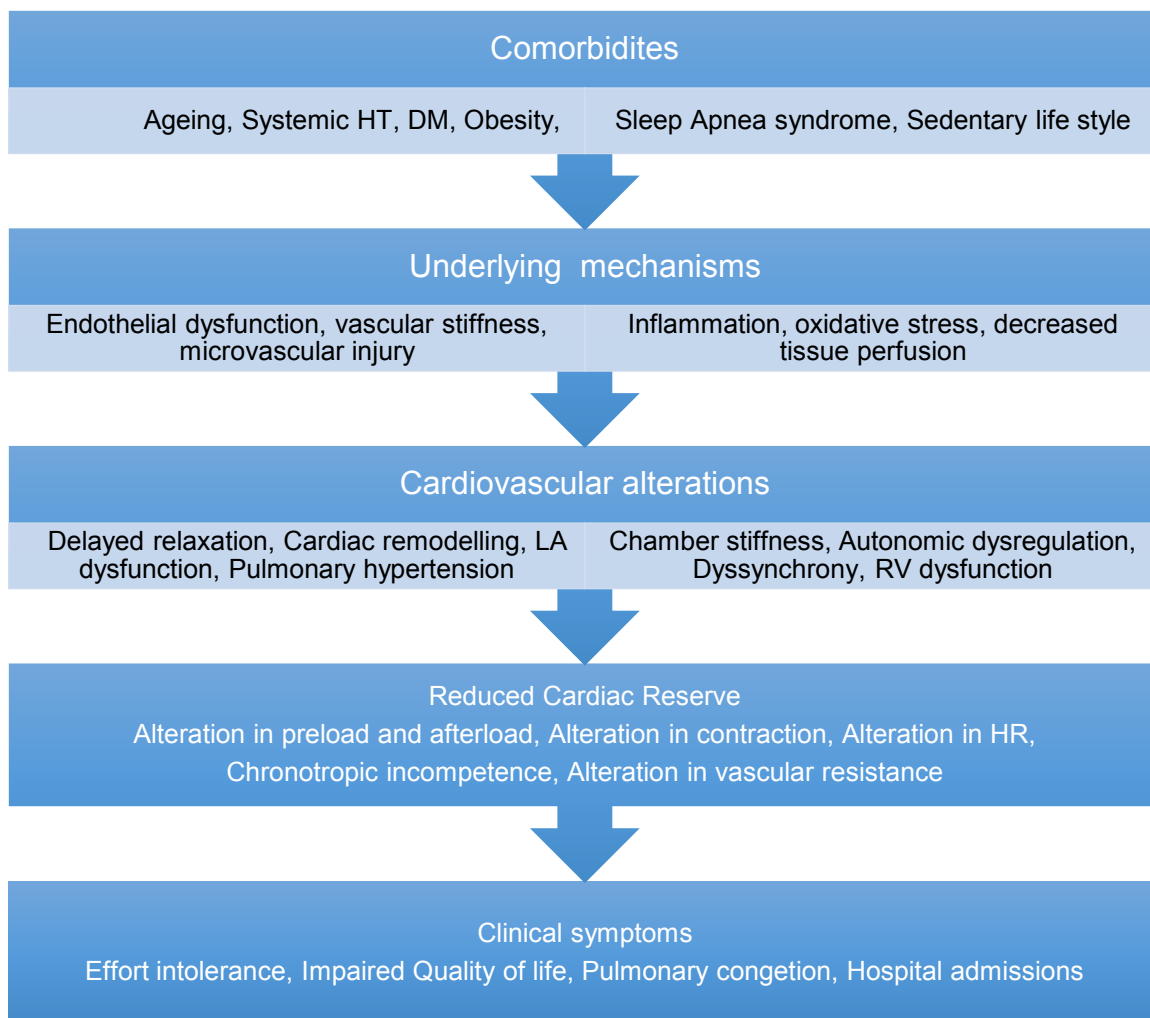 Comorbidites
Ageing, Systemic HT, DM, Obesity,
Sleep Apnea syndrome, Sedentary life style
Underlying mechanisms
Endothelial dysfunction, vascular stiffness,
microvascular injury
Inflammation, oxidative stress, decreased
tissue perfusion
Cardiovascular alterations
Delayed relaxation, Cardiac remodelling, LA
dysfunction, Pulmonary hypertension
Chamber stiffness, Autonomic dysregulation,
Dyssynchrony, RV dysfunction
Reduced Cardiac Reserve
Alteration in preload and afterload, Alteration in contraction, Alteration in HR,
Chronotropic incompetence, Alteration in vascular resistance
Clinical symptoms
Effort intolerance, Impaired Quality of life, Pulmonary congetion, Hospital admissions